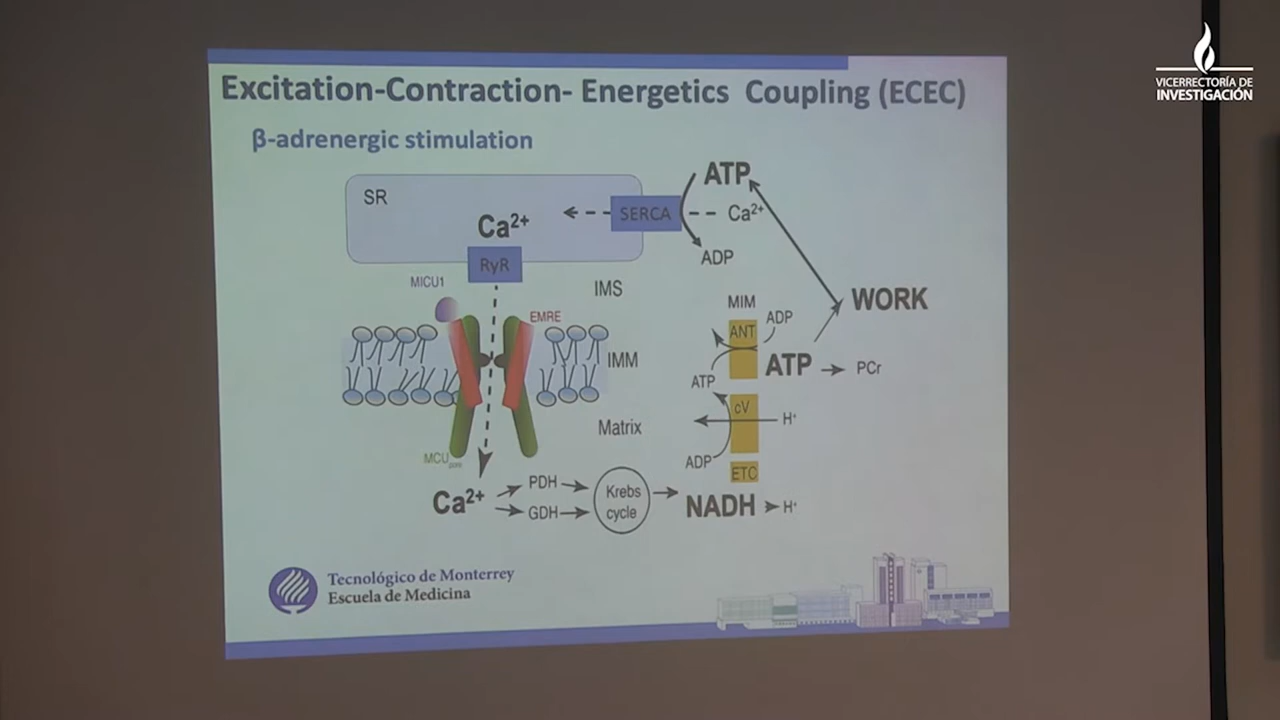 VICERRECTORÍA DE
INVESTIGACIÓN
Excitation-Contraction- Energetics Coupling (ECEC)
β-adrenergic stimulation
SR
Ca²⁺
SERCA
ATP
Ca²⁺
ADP
RyR
MICU1
IMS
EMRE
MIM
ANT
ADP
WORK
IMM
ATP
ATP
PCr
cV
H⁺
Matrix
ADP
MCU pore
ETC
Ca²⁺
PDH
GDH
Krebs
cycle
NADH
H⁺
Tecnológico de Monterrey
Escuela de Medicina